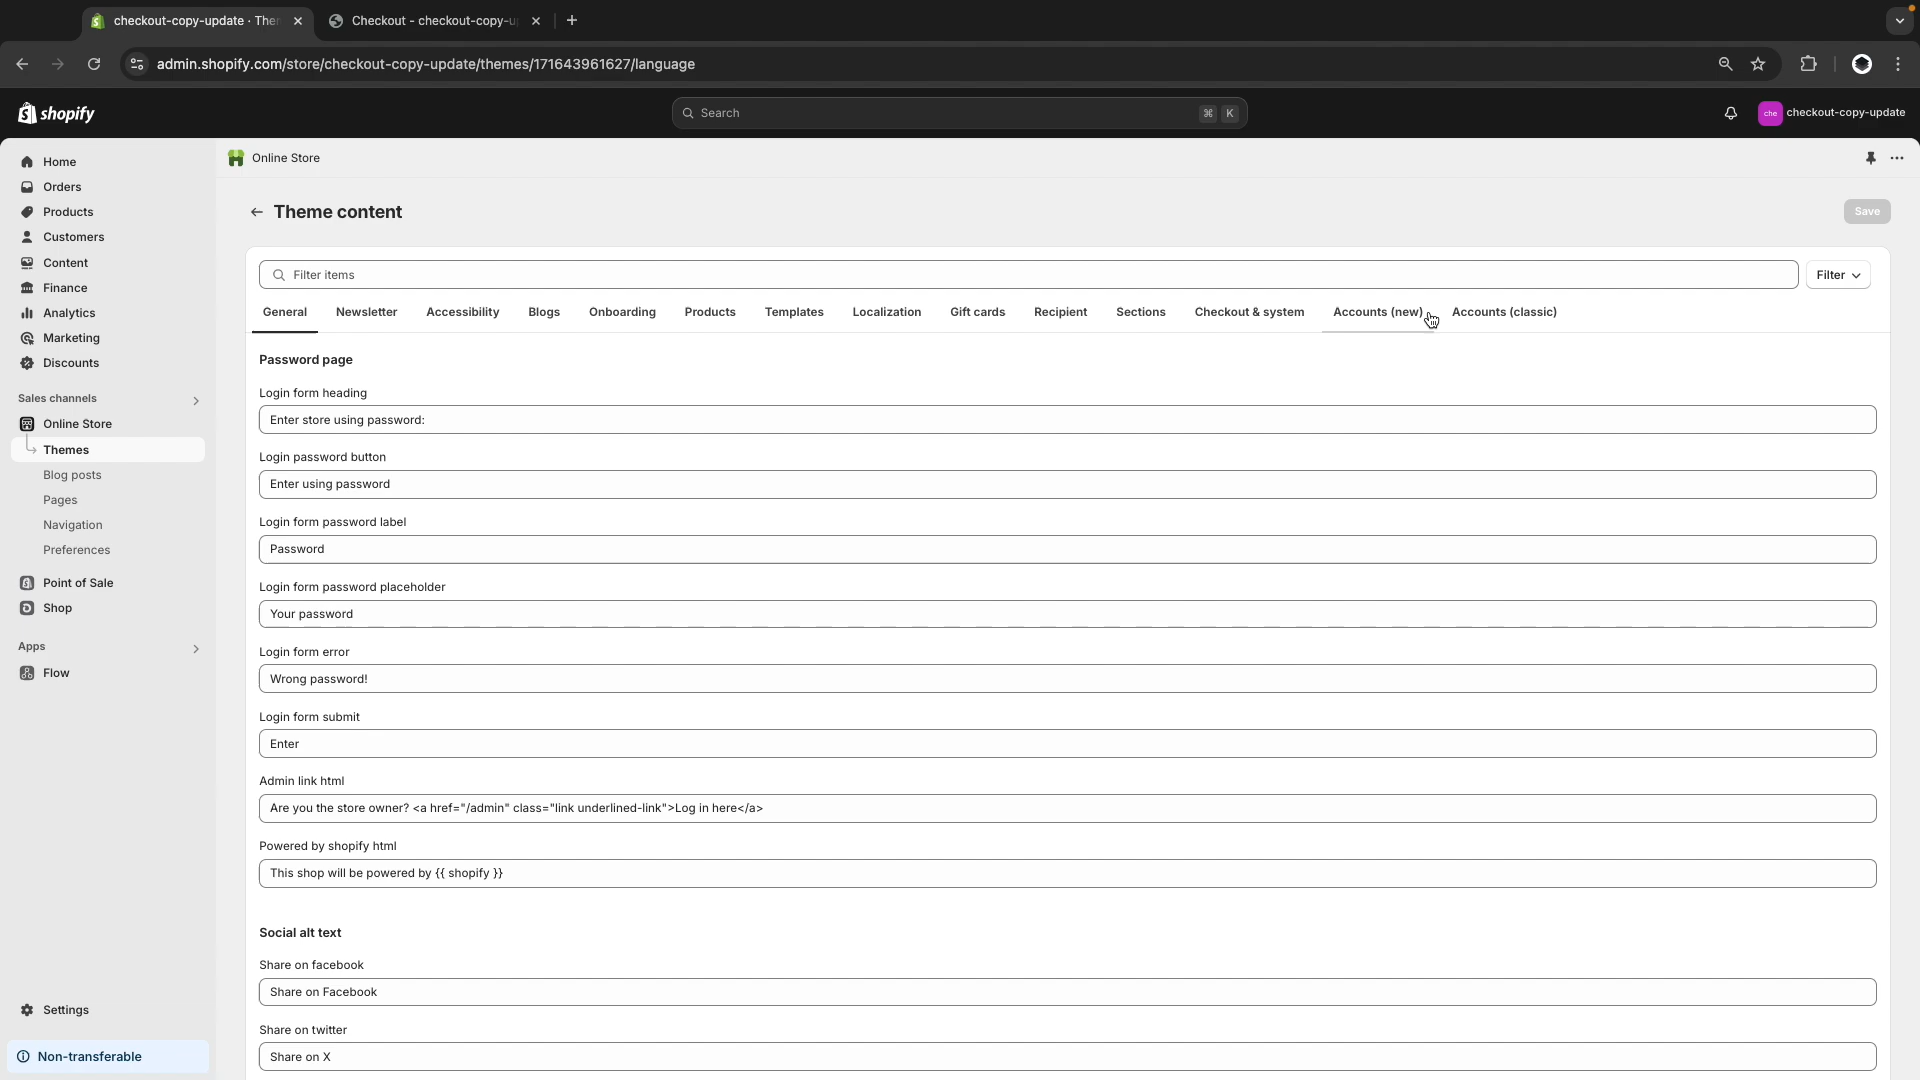 checkout-copy-update · Ther
Checkout - checkout-copy-u
admin.shopify.com/store/checkout-copy-update/themes/171643961627/language
shopify
Search
⌘ K
che
checkout-copy-update
Home
Orders
Products
Customers
Content
Finance
Analytics
Marketing
Discounts
Sales channels
Online Store
Themes
Blog posts
Pages
Navigation
Preferences
Point of Sale
Shop
Apps
Flow
Settings
Non-transferable
Online Store
Theme content
Save
Filter items
Filter
General Newsletter Accessibility Blogs Onboarding Products Templates Localization Gift cards Recipient Sections Checkout & system Accounts (new) Accounts (classic)
Password page
Login form heading
Enter store using password:
Login password button
Enter using password
Login form password label
Password
Login form password placeholder
Your password
Login form error
Wrong password!
Login form submit
Enter
Admin link html
Are you the store owner? <a href="/admin" class="link underlined-link">Log in here</a>
Powered by shopify html
This shop will be powered by {{ shopify }}
Social alt text
Share on facebook
Share on Facebook
Share on twitter
Share on X